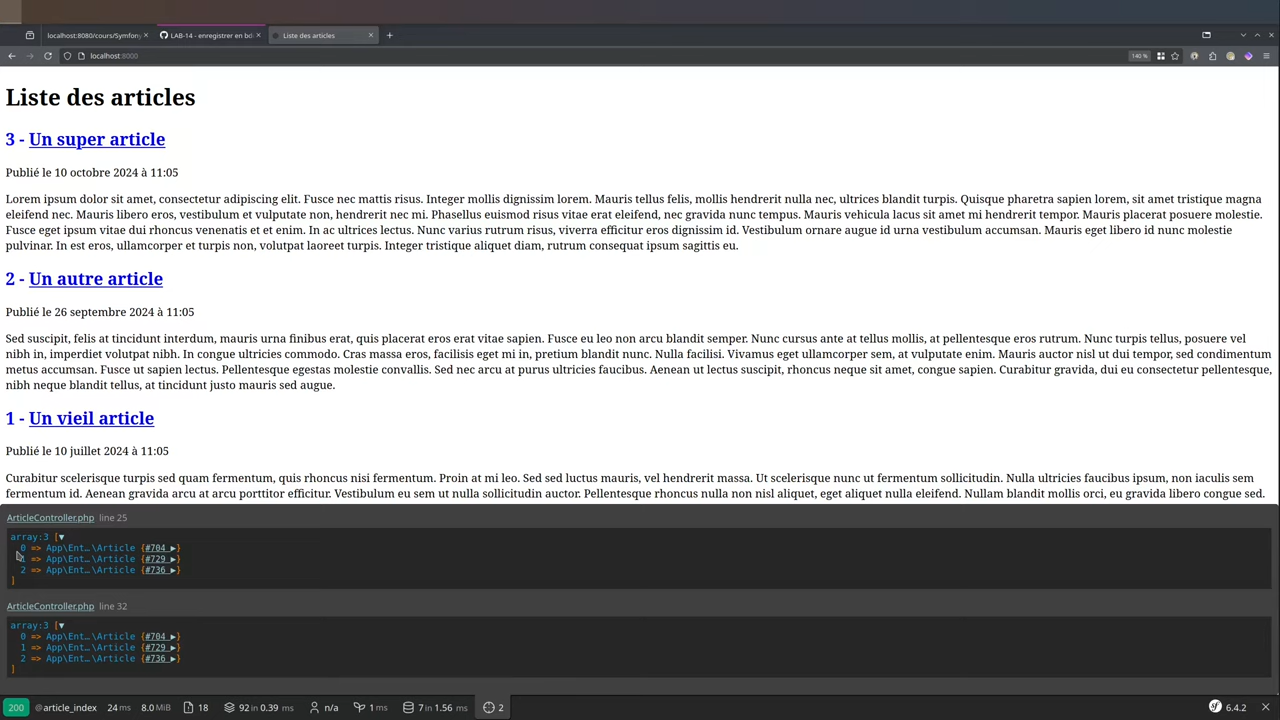 localhost:8080/cours/Symfony
LAB-14 - enregistrer en bd
Liste des articles
localhost:8000
140 %
Liste des articles
3 - Un super article
Publié le 10 octobre 2024 à 11:05
Lorem ipsum dolor sit amet, consectetur adipiscing elit. Fusce nec mattis risus. Integer mollis dignissim lorem. Mauris tellus felis, mollis hendrerit nulla nec, ultrices blandit turpis. Quisque pharetra sapien lorem, sit amet tristique magna
eleifend nec. Mauris libero eros, vestibulum et vulputate non, hendrerit nec mi. Phasellus euismod risus vitae erat eleifend, nec gravida nunc tempus. Mauris vehicula lacus sit amet mi hendrerit tempor. Mauris placerat posuere molestie.
Fusce eget ipsum vitae dui rhoncus venenatis et et enim. In ac ultrices lectus. Nunc varius rutrum risus, viverra efficitur eros dignissim id. Vestibulum ornare augue id urna vestibulum accumsan. Mauris eget libero id nunc molestie
pulvinar. In est eros, ullamcorper et turpis non, volutpat laoreet turpis. Integer tristique aliquet diam, rutrum consequat ipsum sagittis eu.
2 - Un autre article
Publié le 26 septembre 2024 à 11:05
Sed suscipit, felis at tincidunt interdum, mauris urna finibus erat, quis placerat eros erat vitae sapien. Fusce eu leo non arcu blandit semper. Nunc cursus ante at tellus mollis, at pellentesque eros rutrum. Nunc turpis tellus, posuere vel
nibh in, imperdiet volutpat nibh. In congue ultricies commodo. Cras massa eros, facilisis eget mi in, pretium blandit nunc. Nulla facilisi. Vivamus eget ullamcorper sem, at vulputate enim. Mauris auctor nisl ut dui tempor, sed condimentum
metus accumsan. Fusce ut sapien lectus. Pellentesque egestas molestie convallis. Sed nec arcu at purus ultricies faucibus. Aenean ut lectus suscipit, rhoncus neque sit amet, congue sapien. Curabitur gravida, dui eu consectetur pellentesque,
nibh neque blandit tellus, at tincidunt justo mauris sed augue.
1 - Un vieil article
Publié le 10 juillet 2024 à 11:05
Curabitur scelerisque turpis sed quam fermentum, quis rhoncus nisi fermentum. Proin at mi leo. Sed sed luctus mauris, vel hendrerit massa. Ut scelerisque nunc ut fermentum sollicitudin. Nulla ultricies faucibus ipsum, non iaculis sem
fermentum id. Aenean gravida arcu at arcu porttitor efficitur. Vestibulum eu sem ut nulla sollicitudin auctor. Pellentesque rhoncus nulla non nisl aliquet, eget aliquet nulla eleifend. Nullam blandit mollis orci, eu gravida libero congue sed.
ArticleController.php line 25
array:3 [▼
0 => App\Ent…\Article {#704 ▶}
1 => App\Ent…\Article {#729 ▶}
2 => App\Ent…\Article {#736 ▶}
]
ArticleController.php line 32
array:3 [▼
0 => App\Ent…\Article {#704 ▶}
1 => App\Ent…\Article {#729 ▶}
2 => App\Ent…\Article {#736 ▶}
]
200 @article_index 24 ms 8.0 MiB 18 92 in 0.39 ms n/a 1 ms 7 in 1.56 ms 2 sf 6.4.2